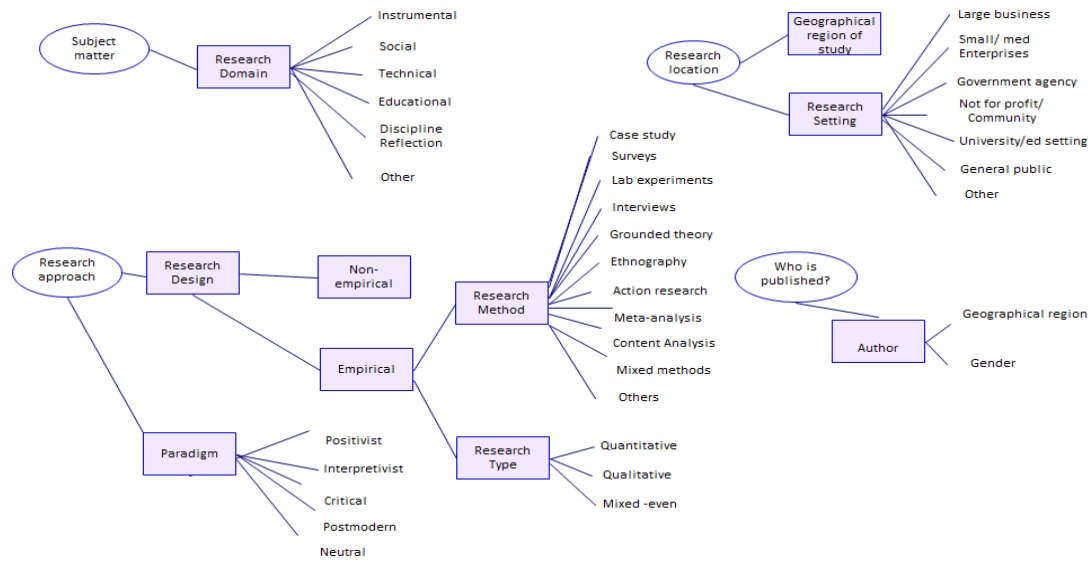 Subject
matter
Research
Domain
Instrumental
Social
Technical
Educational
Discipline
Reflection
Other
Research
location
Geographical
region of
study
Research
Setting
Large business
Small/ med
Enterprises
Government agency
Not for profit/
Community
University/ed setting
General public
Other
Research
approach
Research
Design
Non-
empirical
Empirical
Research
Method
Case study
Surveys
Lab experiments
Interviews
Grounded theory
Ethnography
Action research
Meta-analysis
Content Analysis
Mixed methods
Others
Research
Type
Quantitative
Qualitative
Mixed -even
Paradigm
Positivist
Interpretivist
Critical
Postmodern
Neutral
Who is
published?
Author
Geographical region
Gender